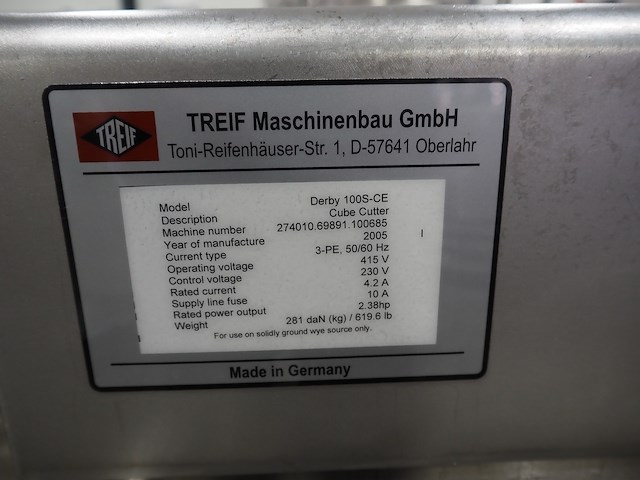 TREIF
TREIF Maschinenbau GmbH
Toni-Reifenhäuser-Str. 1, D-57641 Oberlahr
Model Derby 100S-CE
Description Cube Cutter
Machine number 274010.69891.100685
Year of manufacture 2005
Current type 3-PE, 50/60 Hz
Operating voltage 415 V
Control voltage 230 V
Rated current 4.2 A
Supply line fuse 10 A
Rated power output 2.38hp
Weight 281 daN (kg) / 619.6 lb
For use on solidly ground wye source only.
Made in Germany